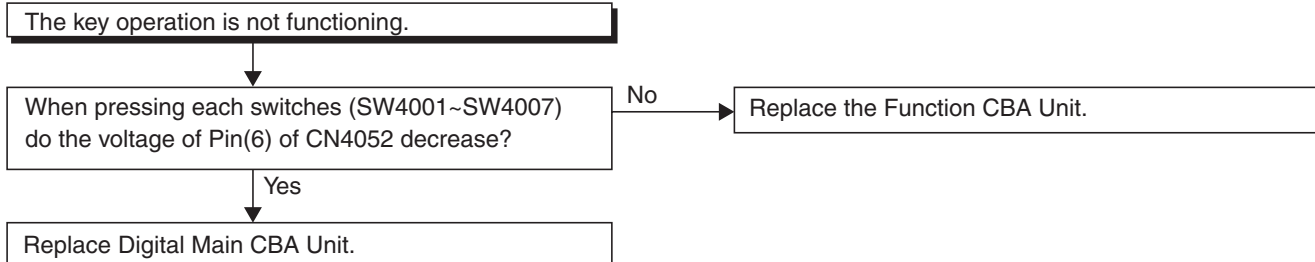 The key operation is not functioning.
When pressing each switches (SW4001~SW4007)
do the voltage of Pin(6) of CN4052 decrease?
No
Replace the Function CBA Unit.
Yes
Replace Digital Main CBA Unit.